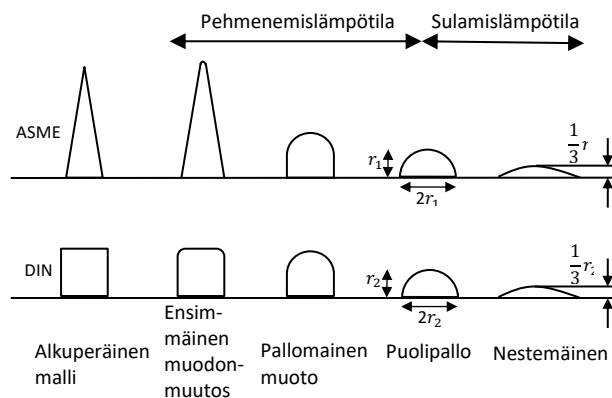 Pehmenemislämpötila
Sulamislämpötila
ASME
r₁
2r₁
1/3 r
DIN
r₂
2r₂
1/3 r₂
Alkuperäinen
malli
Ensim-
mäinen
muodon-
muutos
Pallomainen
muoto
Puolipallo
Nestemäinen